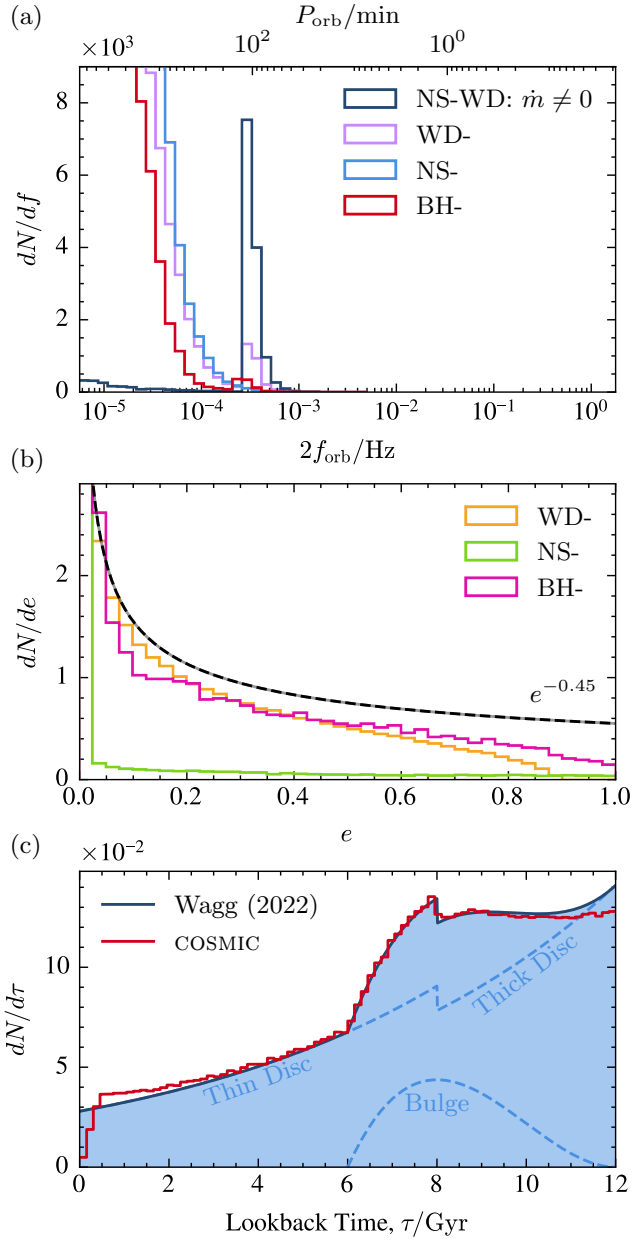 (a)
P_orb/min
×10³
10²
10⁰
NS-WD: ṁ ≠ 0
WD-
NS-
BH-
8
6
4
2
0
dN/df
10⁻⁵
10⁻⁴
10⁻³
10⁻²
10⁻¹
10⁰
2f_orb/Hz
(b)
WD-
NS-
BH-
2
1
0
dN/de
e^−0.45
0.0
0.2
0.4
0.6
0.8
1.0
e
(c)
×10⁻²
Wagg (2022)
COSMIC
10
5
0
dN/dτ
Thin Disc
Thick Disc
Bulge
0
2
4
6
8
10
12
Lookback Time, τ/Gyr